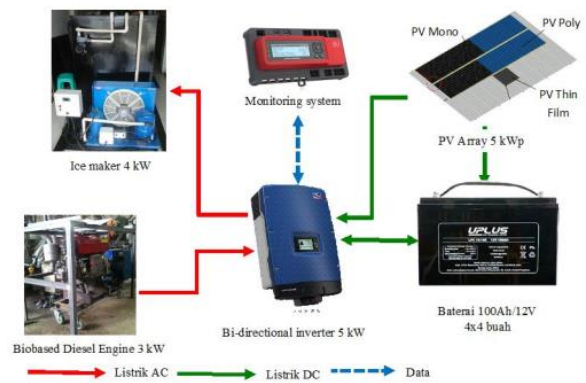 PV Mono
PV Poly
PV Thin
Film
Monitoring system
PV Array 5 kWp
Ice maker 4 kW
UPLUS
Baterai 100Ah/12V
4x4 buah
Bi-directional inverter 5 kW
Biobased Diesel Engine 3 kW
Listrik AC
Listrik DC
Data